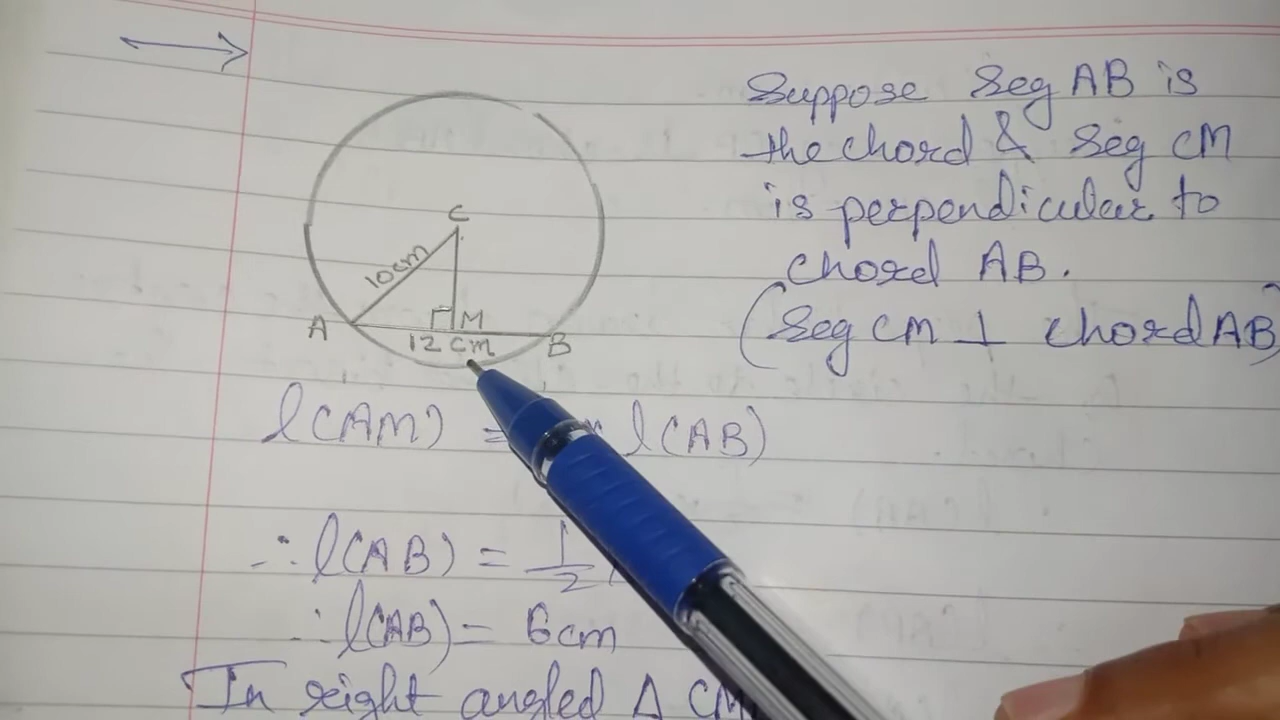 Suppose Seg AB is
the chord & Seg CM
is perpendicular to
chord AB.
(Seg CM ⊥ chord AB
C
10cm
A
M
12 cm
B
l(AM) = l(AB)
∴ l(AB) = 1/2
∴ l(AB) = 6cm
In right angled Δ CM